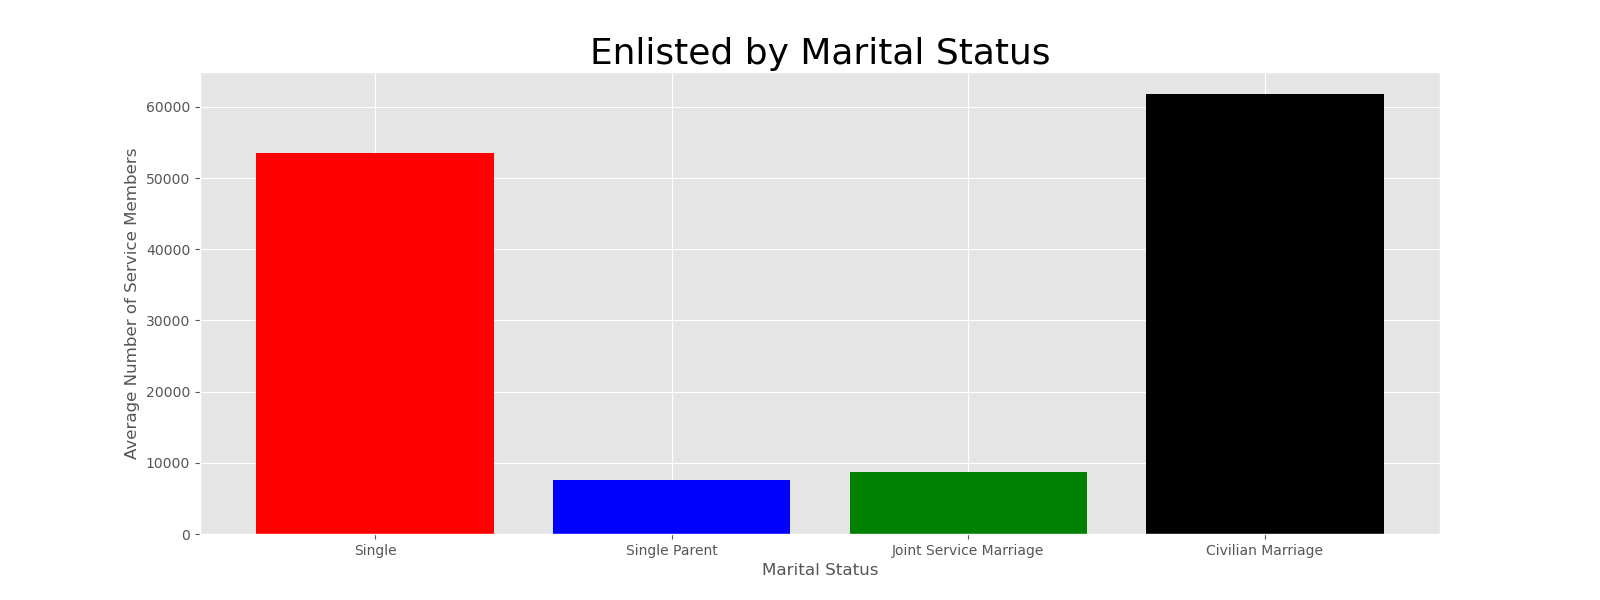 Enlisted by Marital Status
Average Number of Service Members
60000
50000
40000
30000
20000
10000
0
Single
Single Parent
Joint Service Marriage
Civilian Marriage
Marital Status